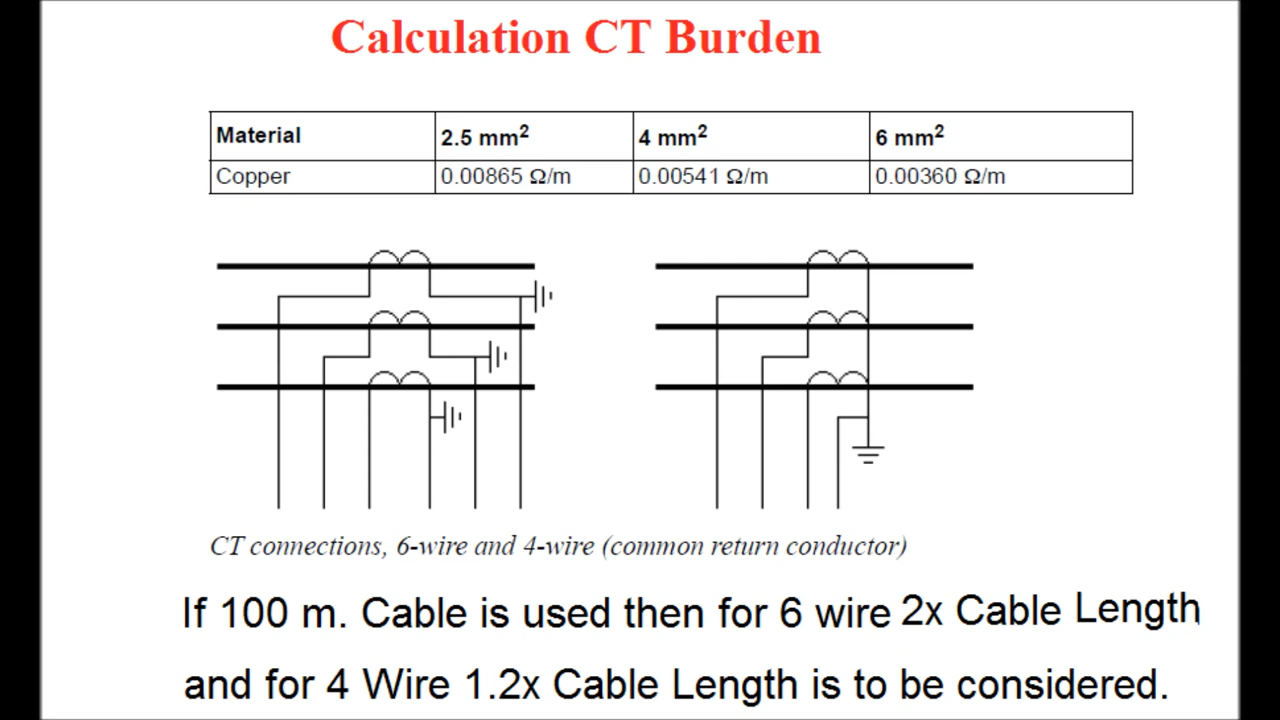 Calculation CT Burden
Material 2.5 mm² 4 mm² 6 mm²
Copper 0.00865 Ω/m 0.00541 Ω/m 0.00360 Ω/m
CT connections, 6-wire and 4-wire (common return conductor)
If 100 m. Cable is used then for 6 wire 2x Cable Length
and for 4 Wire 1.2x Cable Length is to be considered.